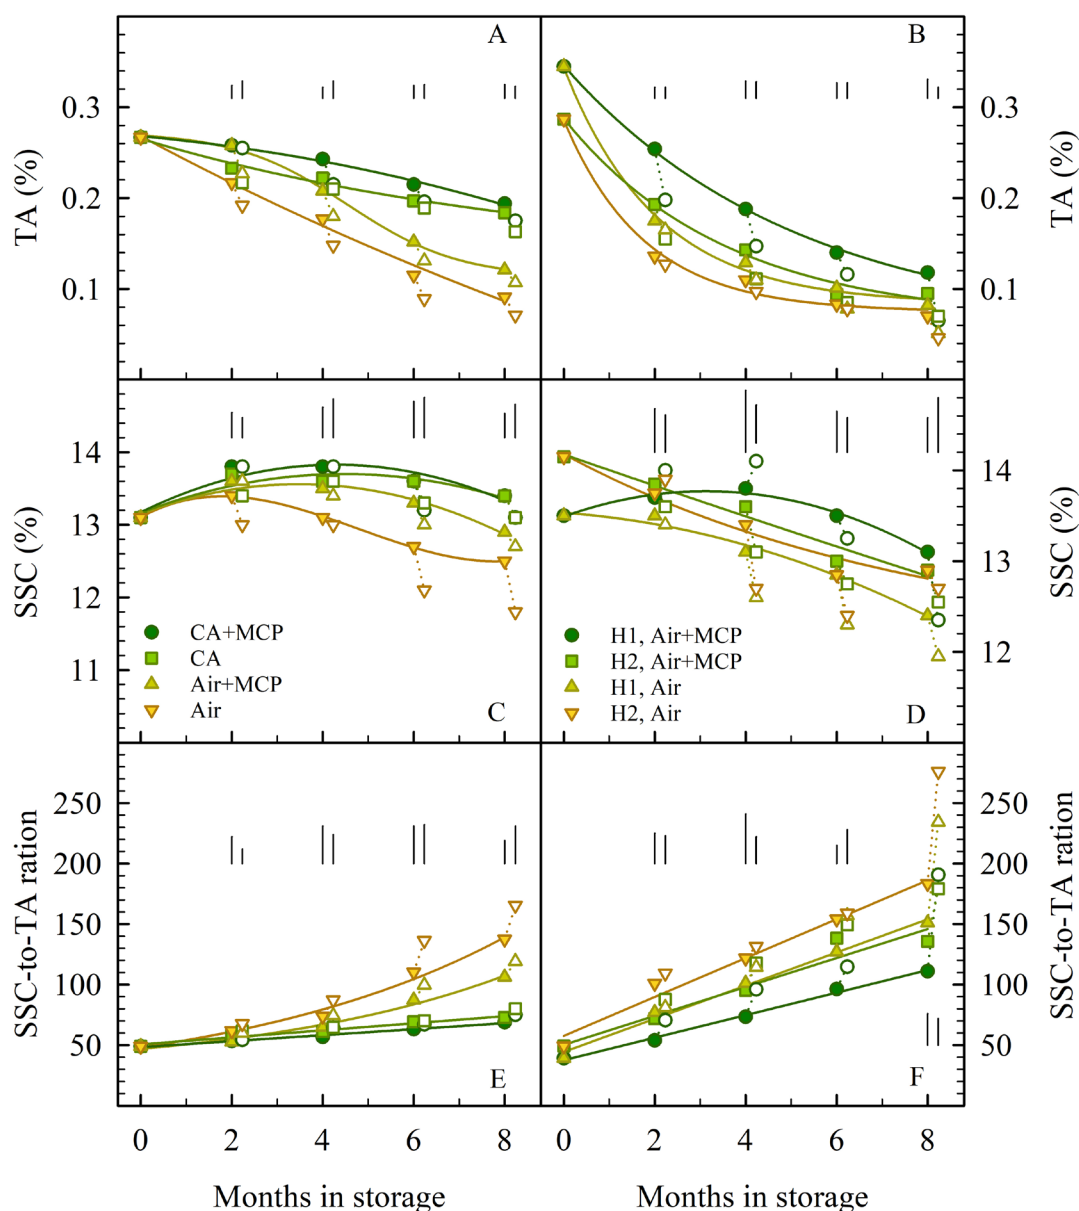 A
B
0.3
0.2
0.1
TA (%)
0.3
0.2
0.1
TA (%)
14
13
12
11
SSC (%)
CA+MCP
CA
Air+MCP
Air
C
H1, Air+MCP
H2, Air+MCP
H1, Air
H2, Air
D
14
13
12
SSC (%)
250
200
150
100
50
SSC-to-TA ration
E
F
250
200
150
100
50
SSC-to-TA ration
0 2 4 6 8
0 2 4 6 8
Months in storage
Months in storage